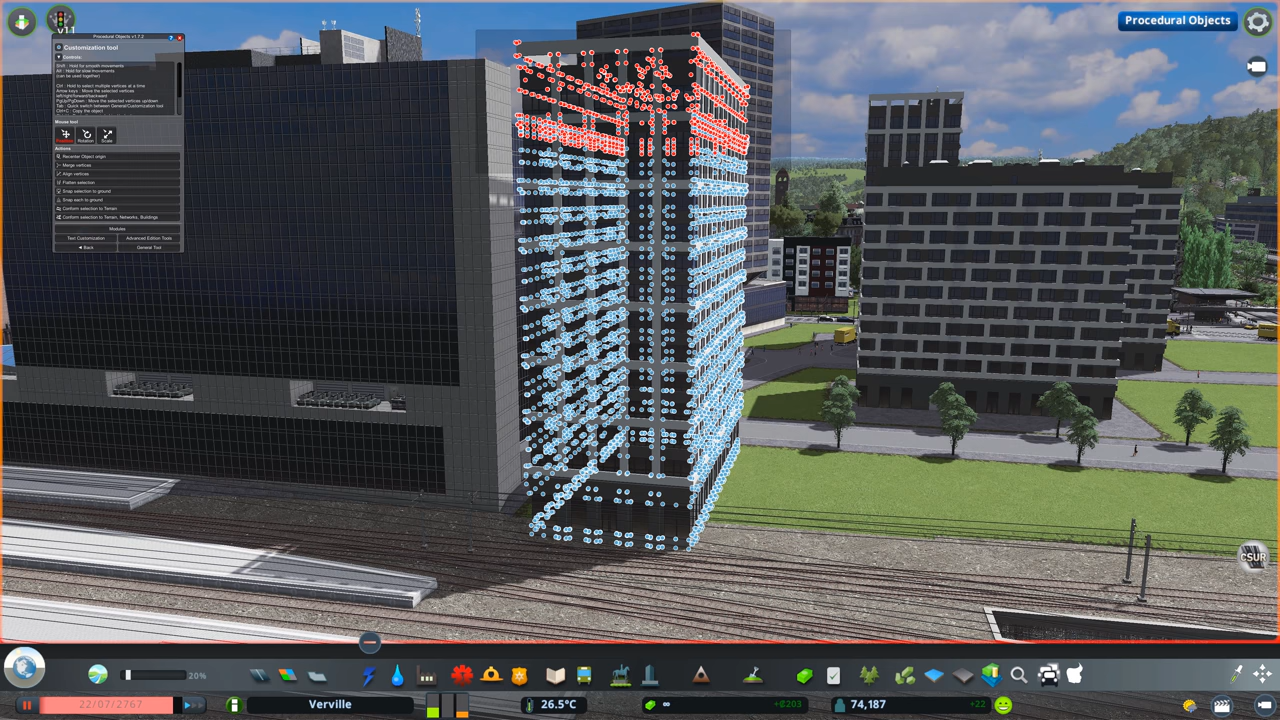 v11
Procedural Objects v1.7.2
?
Customization tool
Controls:
Shift : Hold for smooth movements
Alt : Hold for slow movements
(can be used together)
Ctrl : Hold to select multiple vertices at a time
Arrow keys : Move the selected vertices
left/right/forward/backward
PgUp/PgDown : Move the selected vertices up/down
Tab : Quick switch between General/Customization tool
Ctrl+C : Copy the object
Mouse tool
Position Rotation Scale
Actions
Recenter Object origin
Merge vertices
Align vertices
Flatten selection
Snap selection to ground
Snap each to ground
Conform selection to Terrain
Conform selection to Terrain, Networks, Buildings
Modules
Text Customization Advanced Edition Tools
Back General Tool
Procedural Objects
CSUR
20%
22/07/2767
Verville
26.5°C
∞
+₡203
74,187
+22